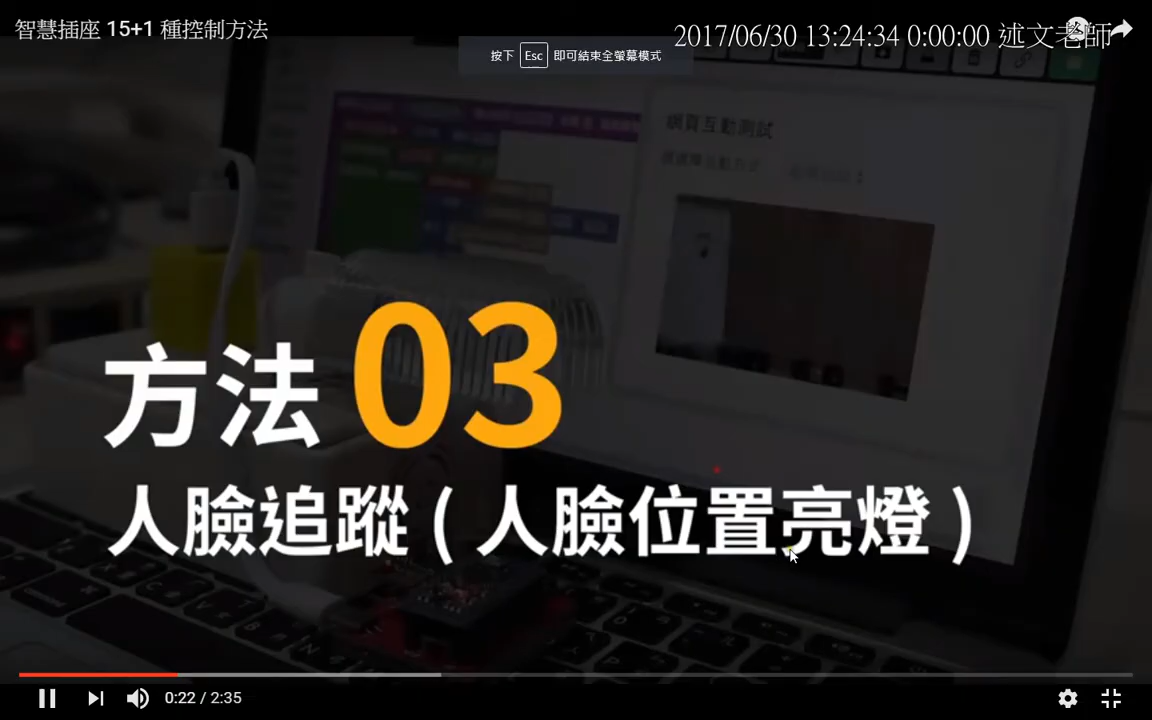 智慧插座 15+1 種控制方法
2017/06/30 13:24:34 0:00:00 述文老師
按下 Esc 即可結束全螢幕模式
網頁互動測試
方法 03
人臉追蹤 ( 人臉位置亮燈 )
0:22 / 2:35